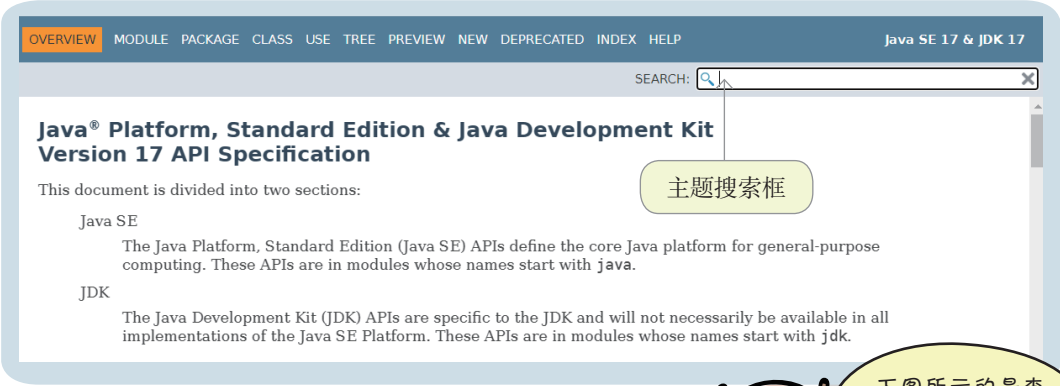 OVERVIEW MODULE PACKAGE CLASS USE TREE PREVIEW NEW DEPRECATED INDEX HELP Java SE 17 & JDK 17
SEARCH:
Java® Platform, Standard Edition & Java Development Kit
Version 17 API Specification
主题搜索框
This document is divided into two sections:
Java SE
The Java Platform, Standard Edition (Java SE) APIs define the core Java platform for general-purpose
computing. These APIs are in modules whose names start with java.
JDK
The Java Development Kit (JDK) APIs are specific to the JDK and will not necessarily be available in all
implementations of the Java SE Platform. These APIs are in modules whose names start with jdk.